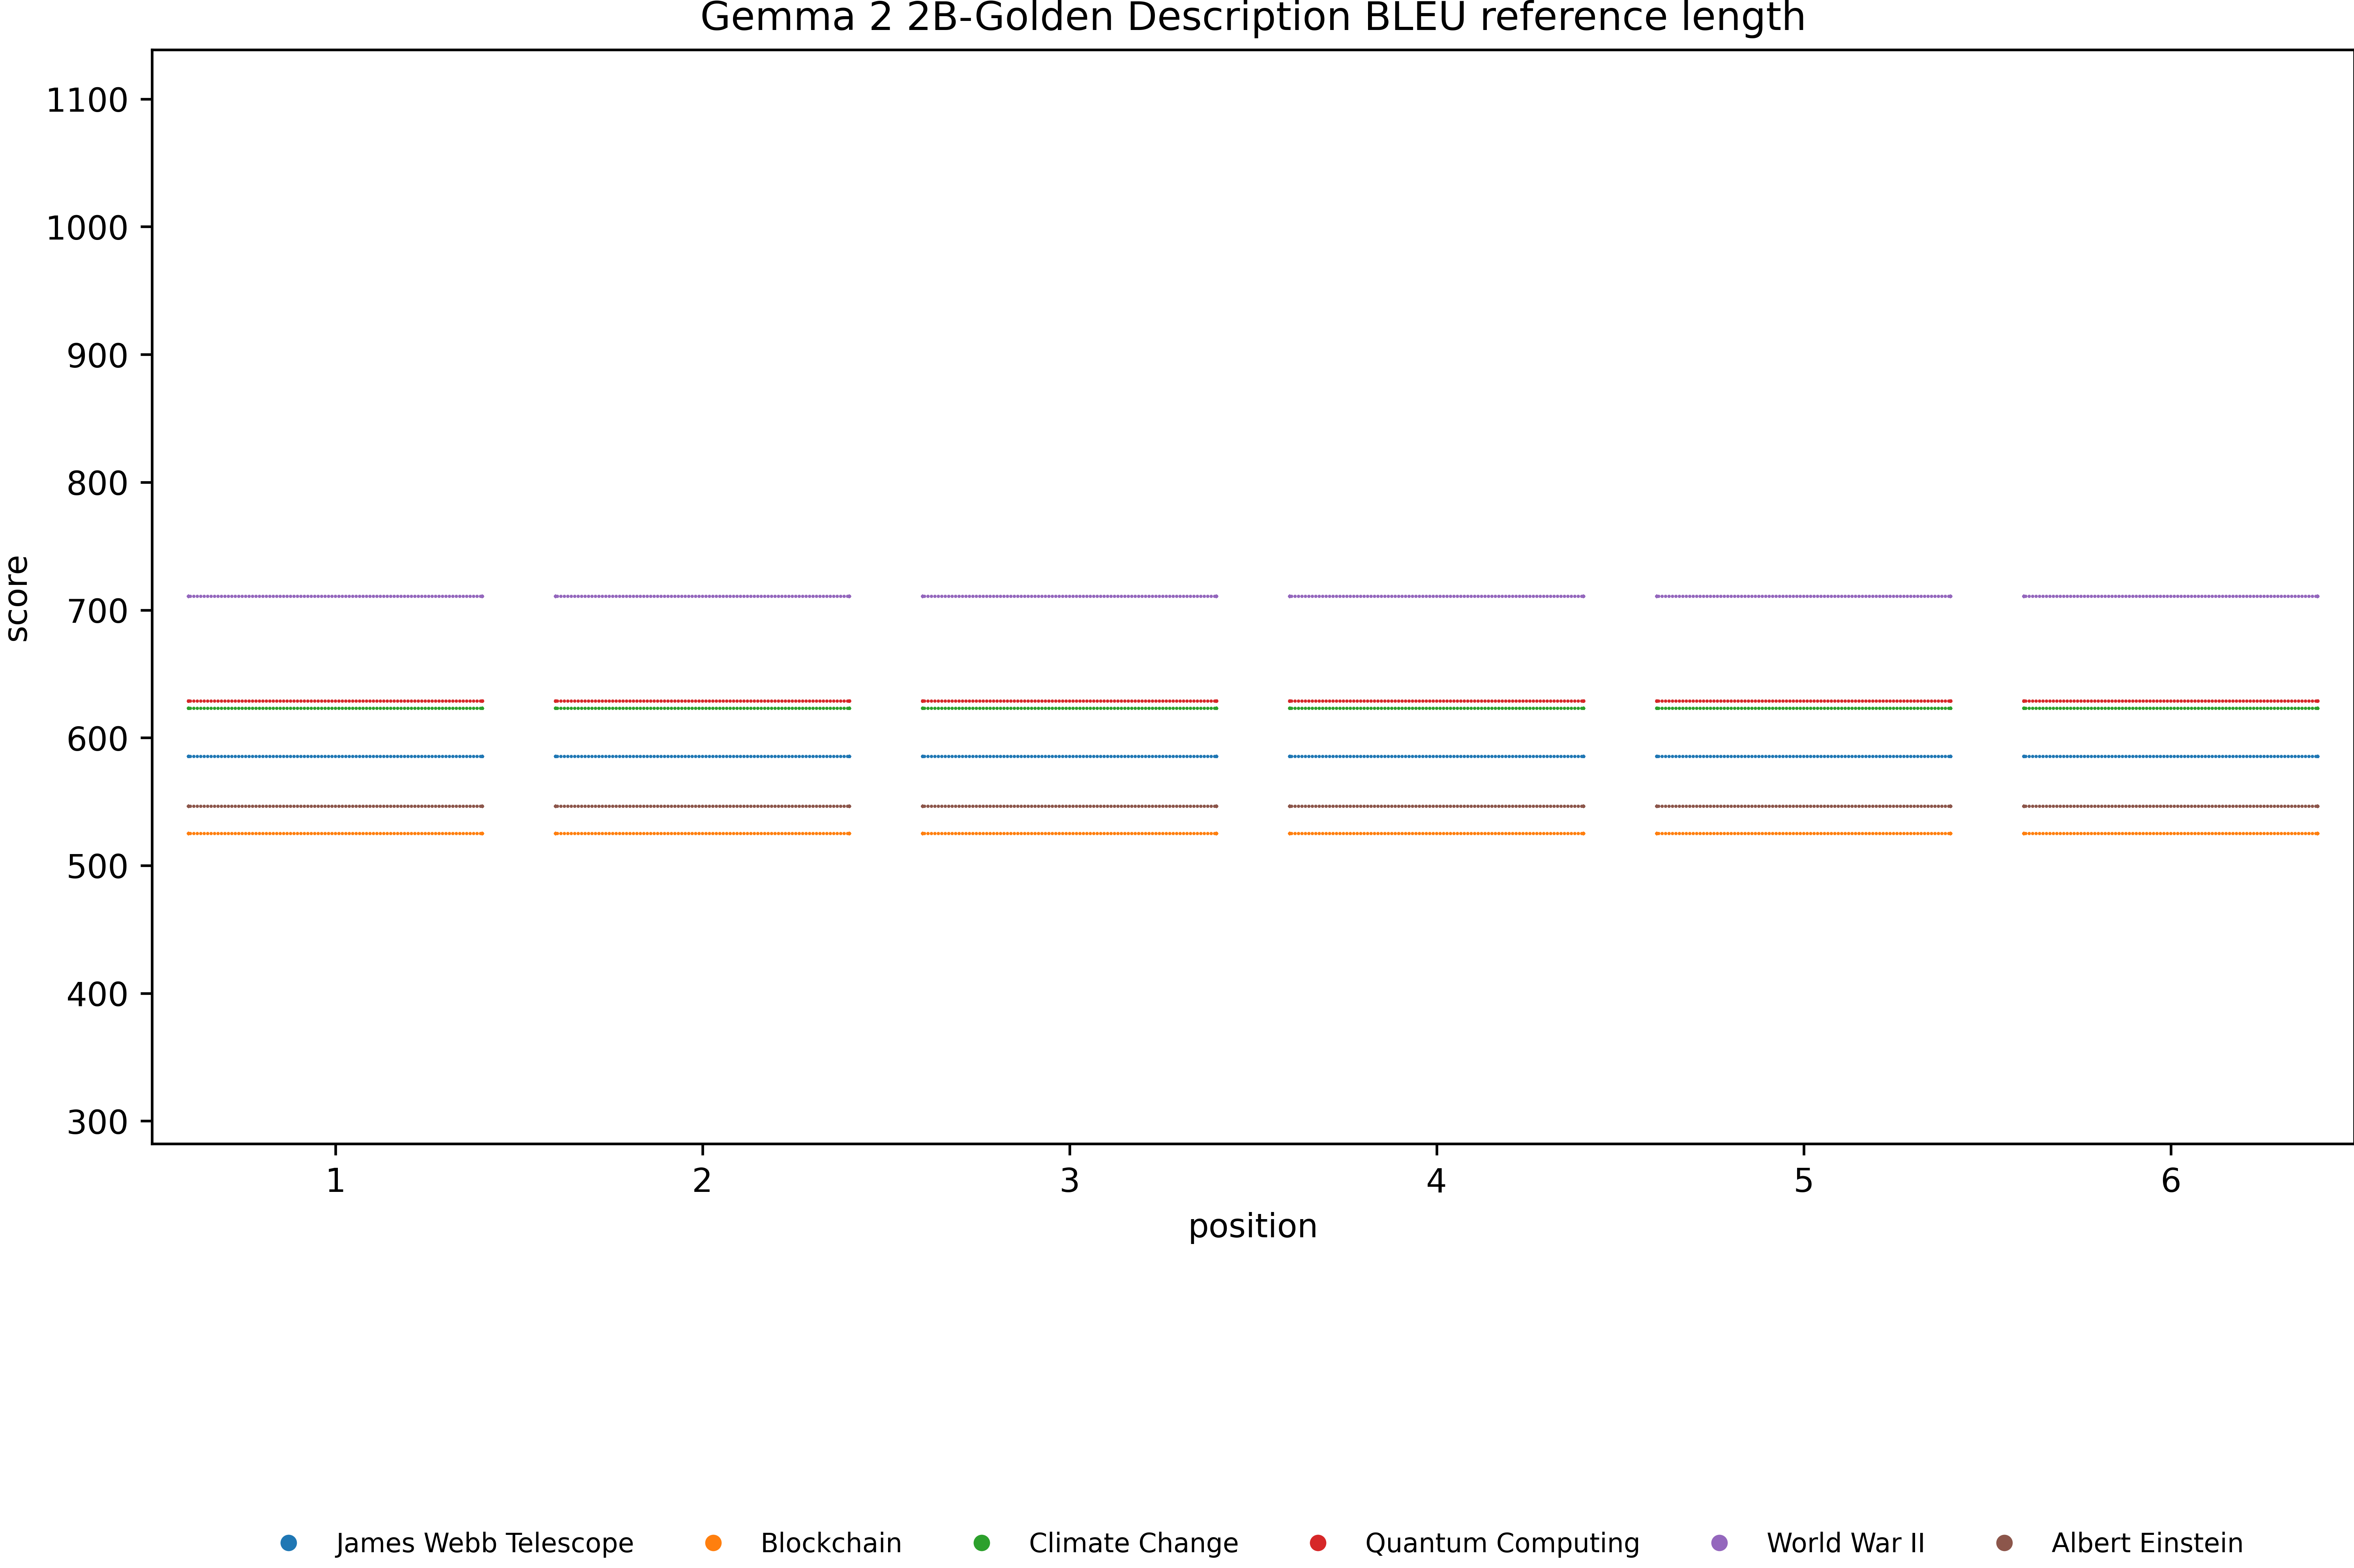 Gemma 2 2B-Golden Description BLEU reference length
1100
1000
900
800
700
600
500
400
300
score
1 2 3 4 5 6
position
James Webb Telescope Blockchain Climate Change Quantum Computing World War II Albert Einstein